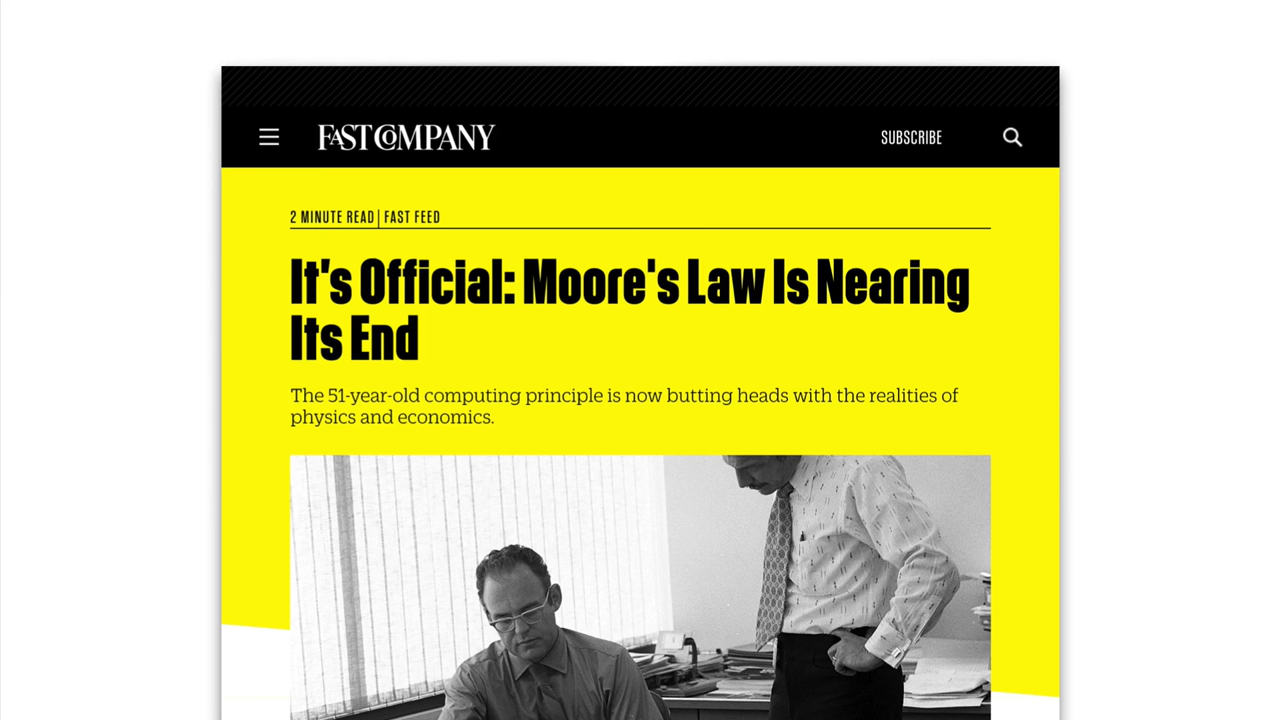 FAST COMPANY
SUBSCRIBE
2 MINUTE READ | FAST FEED
It's Official: Moore's Law Is Nearing
Its End
The 51-year-old computing principle is now butting heads with the realities of
physics and economics.